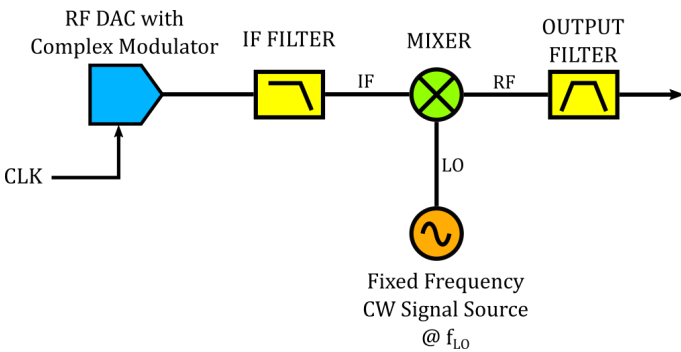 RF DAC with
Complex Modulator
IF FILTER
MIXER
OUTPUT
FILTER
IF
RF
CLK
LO
Fixed Frequency
CW Signal Source
@ fLO